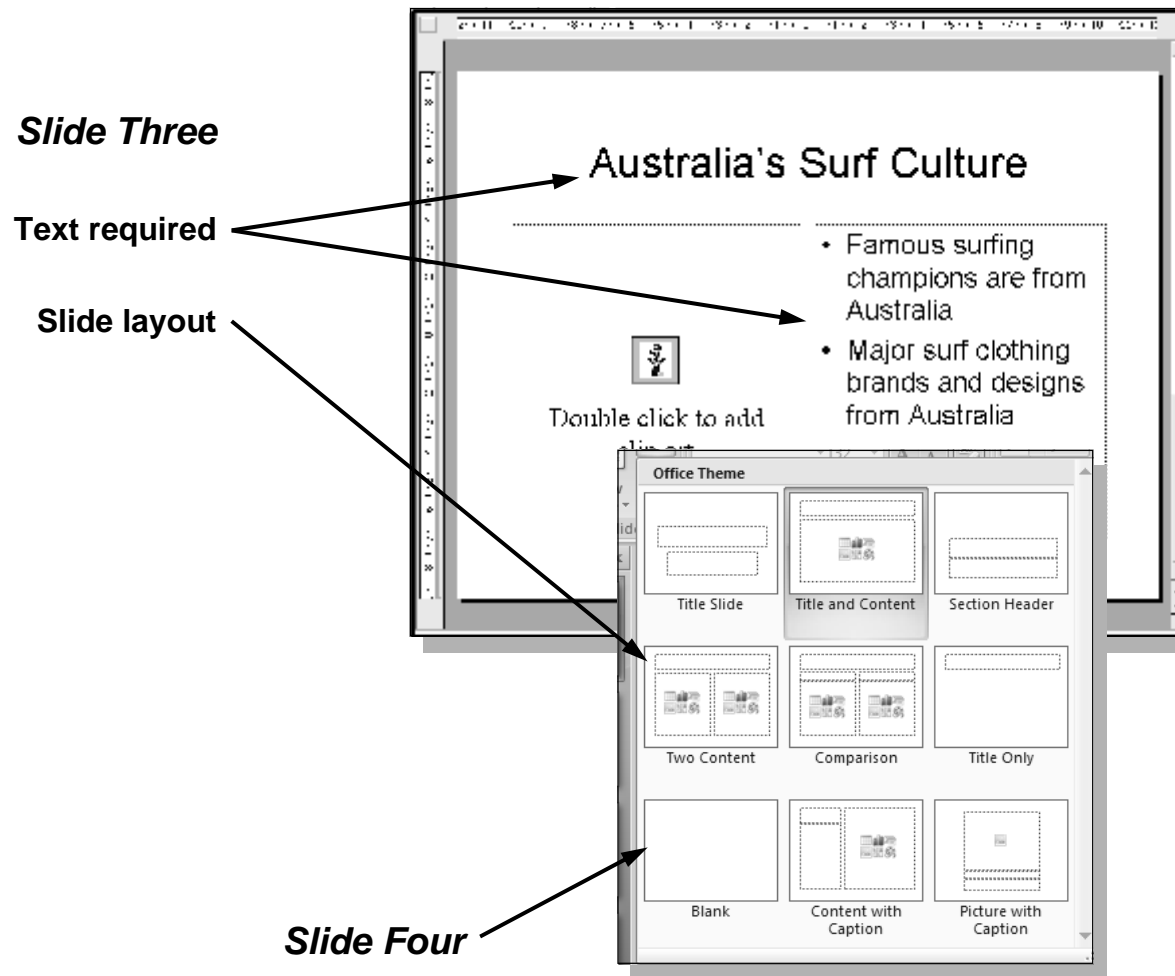 Slide Three
Australia's Surf Culture
Text required
• Famous surfing
champions are from
Australia
Slide layout
• Major surf clothing
brands and designs
from Australia
Double click to add
clip art
Office Theme
Title Slide
Title and Content
Section Header
Two Content
Comparison
Title Only
Blank
Content with
Caption
Picture with
Caption
Slide Four